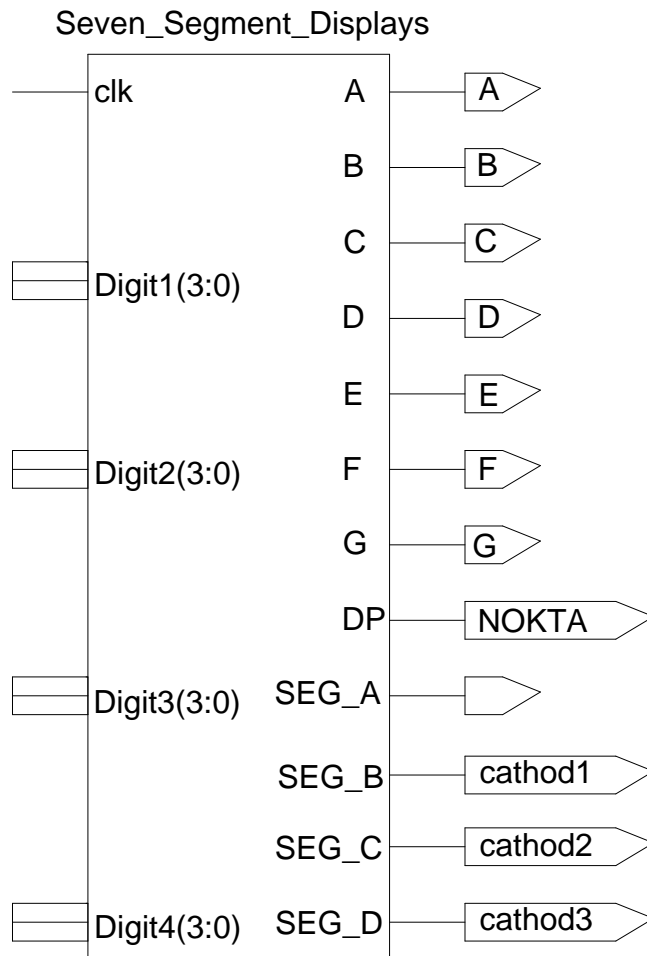 Seven_Segment_Displays
clk A A
B B
C C
Digit1(3:0)
D D
E E
Digit2(3:0) F F
G G
DP NOKTA
Digit3(3:0) SEG_A
SEG_B cathod1
SEG_C cathod2
Digit4(3:0) SEG_D cathod3